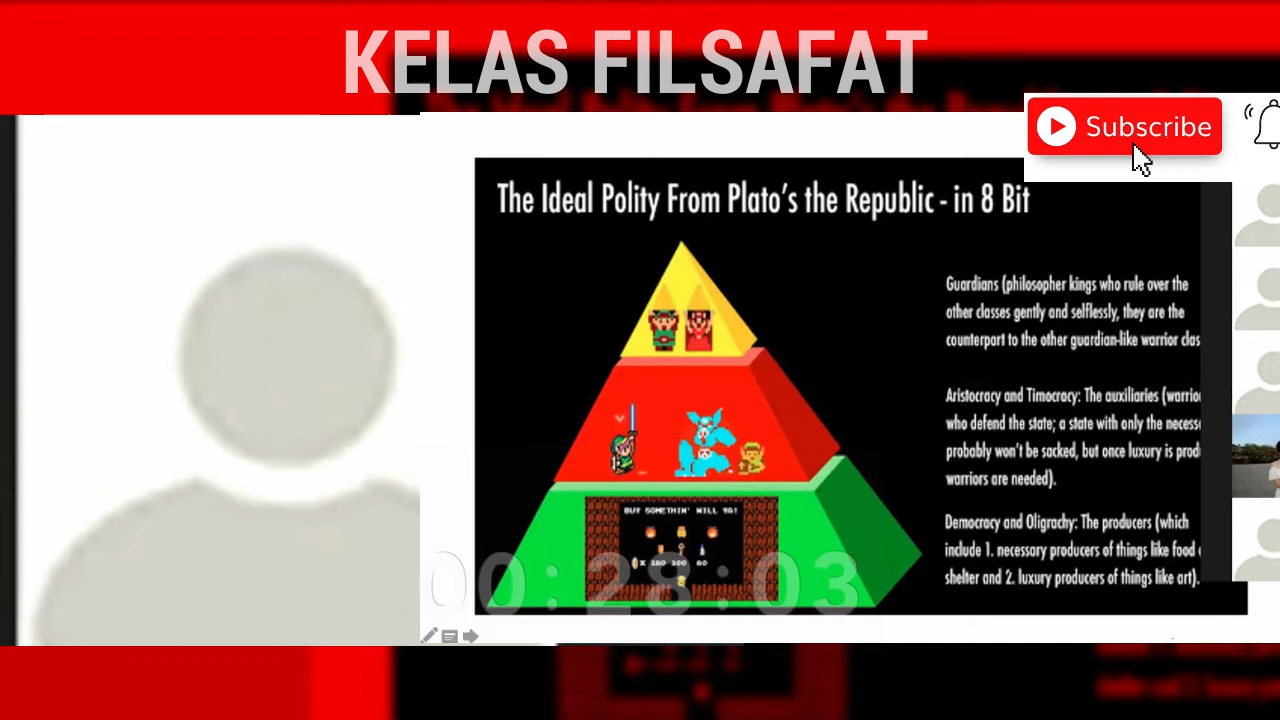 KELAS FILSAFAT
Subscribe
The Ideal Polity From Plato's the Republic - in 8 Bit
Guardians (philosopher kings who rule over the
other classes gently and selflessly, they are the
counterpart to the other guardian-like warrior clas
Aristocracy and Timocracy: The auxiliaries (warrio
who defend the state; a state with only the necess
probably won't be sacked, but once luxury is prod
warriors are needed).
Democracy and Oligrachy: The producers (which
include 1. necessary producers of things like food
shelter and 2. luxury producers of things like art).
BUY SOMETHIN' WILL YA!
X 160 100 60
00:28:03